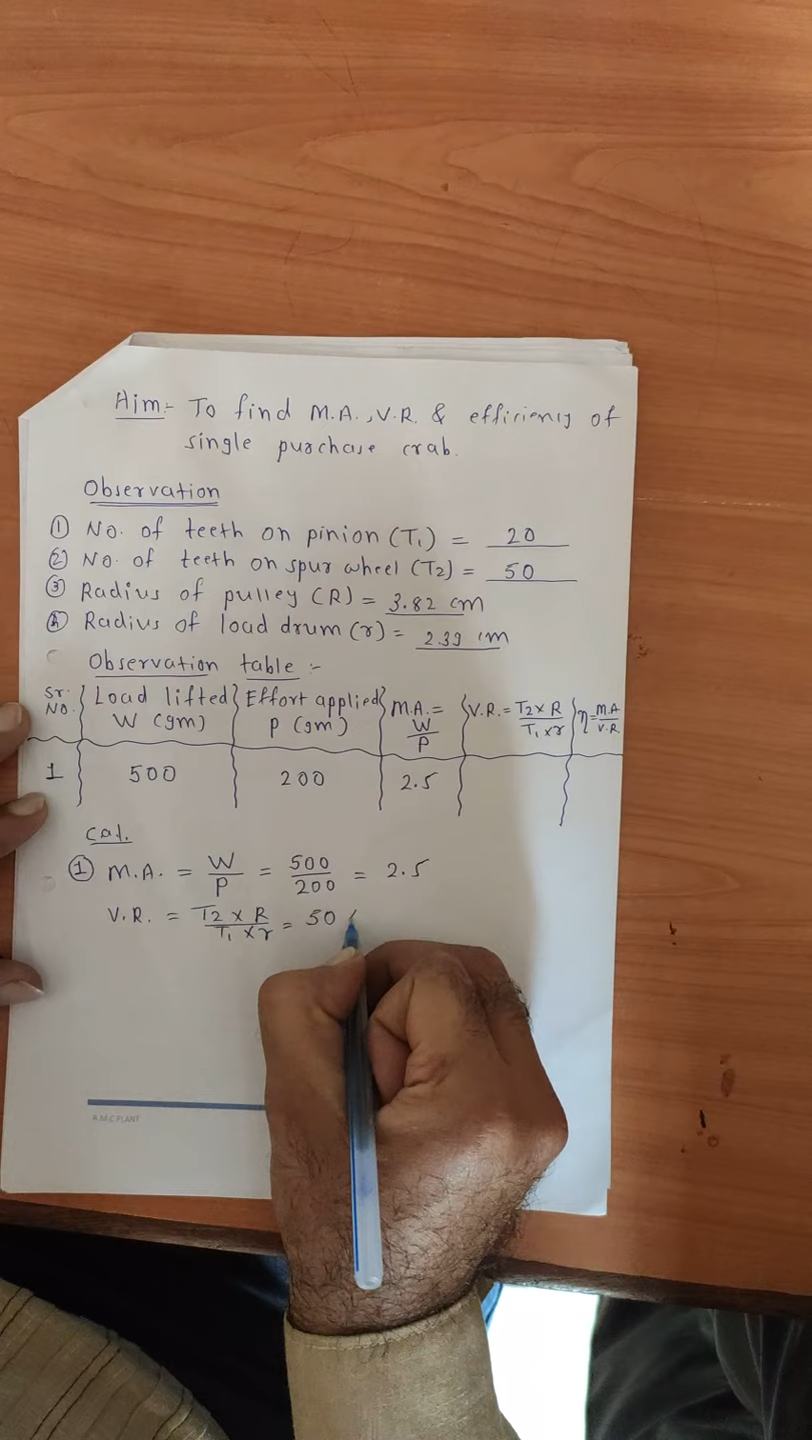 Aim:- To find M.A., V.R. & efficiency of
single purchase crab.
Observation
① No. of teeth on pinion (T₁) = 20
② No. of teeth on spur wheel (T2) = 50
③ Radius of pulley (R) = 3.82 cm
④ Radius of load drum (r) = 2.39 cm
Observation table :-
Sr. No. Load lifted W (gm) Effort applied P (gm) M.A. = W/P V.R. = T2 x R / T₁ x r η = M.A / V.R
1 500 200 2.5
Cal.
① M.A. = W/P = 500/200 = 2.5
V.R. = T2 x R / T₁ x r = 50
A.M.C PLANT